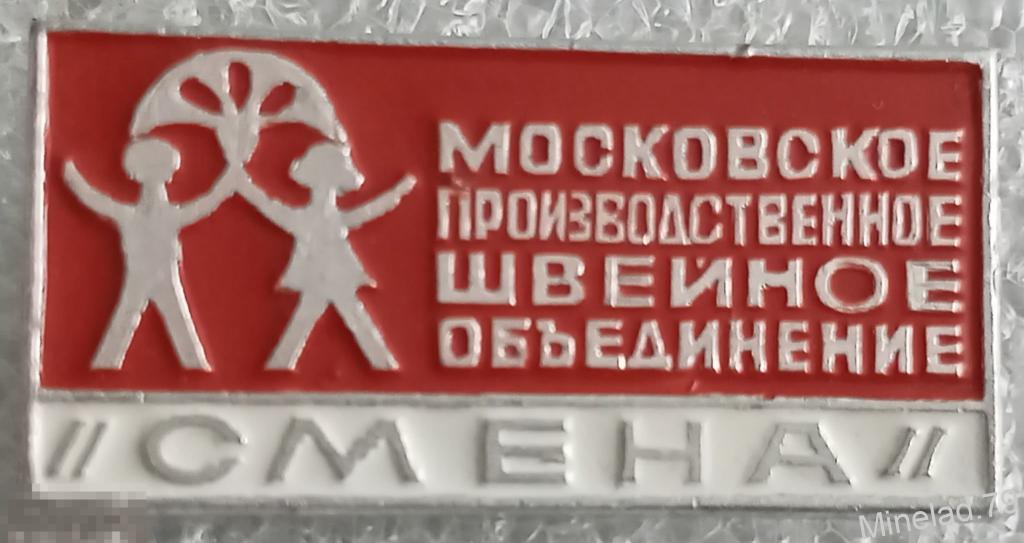 МОСКОВСКОЕ
ПРОИЗВОДСТВЕННОЕ
ШВЕЙНОЕ
ОБЪЕДИНЕНИЕ
"СМЕНА"
Minelad.79